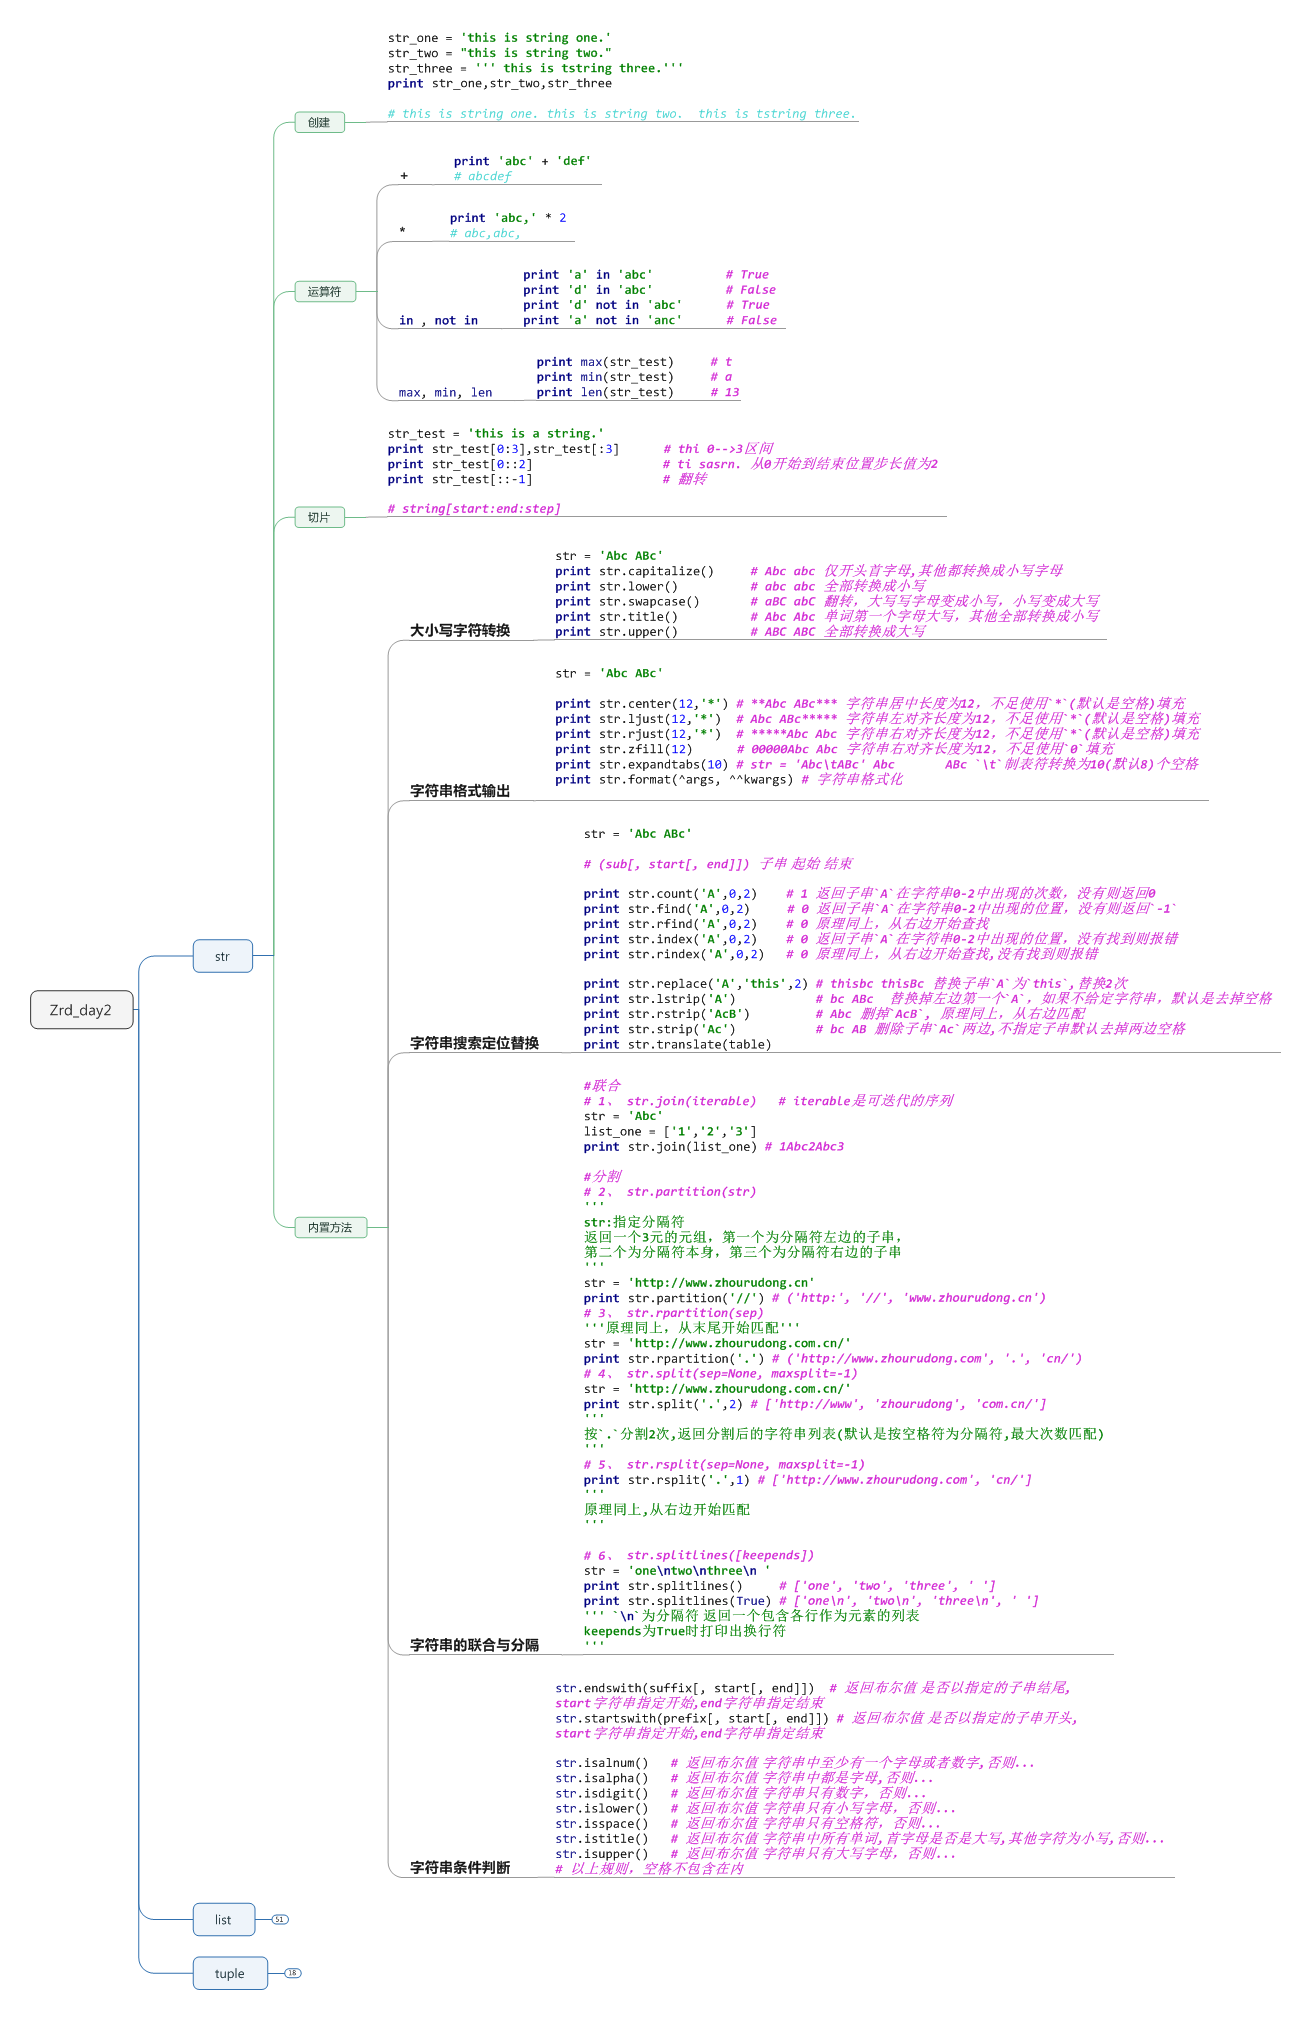 str_one = 'this is string one.'
str_two = "this is string two."
str_three = ''' this is tstring three.'''
print str_one,str_two,str_three
# this is string one. this is string two.  this is tstring three.
创建
print 'abc' + 'def'
+ # abcdef
print 'abc,' * 2
* # abc,abc,
运算符
print 'a' in 'abc' # True
print 'd' in 'abc' # False
print 'd' not in 'abc' # True
in , not in print 'a' not in 'anc' # False
print max(str_test) # t
print min(str_test) # a
max, min, len print len(str_test) # 13
str_test = 'this is a string.'
print str_test[0:3],str_test[:3] # thi 0-->3区间
print str_test[0::2] # ti sasrn. 从0开始到结束位置步长值为2
print str_test[::-1] # 翻转
# string[start:end:step]
切片
str = 'Abc ABc'
print str.capitalize() # Abc abc 仅开头首字母,其他都转换成小写字母
print str.lower() # abc abc 全部转换成小写
print str.swapcase() # aBC abC 翻转，大写写字母变成小写，小写变成大写
print str.title() # Abc Abc 单词第一个字母大写，其他全部转换成小写
print str.upper() # ABC ABC 全部转换成大写
大小写字符转换
str = 'Abc ABc'
print str.center(12,'*') # **Abc ABc*** 字符串居中长度为12，不足使用`*`(默认是空格)填充
print str.ljust(12,'*') # Abc ABc***** 字符串左对齐长度为12，不足使用`*`(默认是空格)填充
print str.rjust(12,'*') # *****Abc Abc 字符串右对齐长度为12，不足使用`*`(默认是空格)填充
print str.zfill(12) # 00000Abc Abc 字符串右对齐长度为12，不足使用`0`填充
print str.expandtabs(10) # str = 'Abc\tABc' Abc       ABc `\t`制表符转换为10(默认8)个空格
print str.format(^args, ^^kwargs) # 字符串格式化
字符串格式输出
str = 'Abc ABc'
# (sub[, start[, end]]) 子串 起始 结束
print str.count('A',0,2) # 1 返回子串`A`在字符串0-2中出现的次数，没有则返回0
print str.find('A',0,2) # 0 返回子串`A`在字符串0-2中出现的位置，没有则返回`-1`
print str.rfind('A',0,2) # 0 原理同上，从右边开始查找
print str.index('A',0,2) # 0 返回子串`A`在字符串0-2中出现的位置，没有找到则报错
print str.rindex('A',0,2) # 0 原理同上，从右边开始查找,没有找到则报错
str
print str.replace('A','this',2) # thisbc thisBc 替换子串`A`为`this`,替换2次
print str.lstrip('A') # bc ABc  替换掉左边第一个`A`，如果不给定字符串，默认是去掉空格
Zrd_day2
print str.rstrip('AcB') # Abc 删掉`AcB`, 原理同上，从右边匹配
print str.strip('Ac') # bc AB 删除子串`Ac`两边,不指定子串默认去掉两边空格
字符串搜索定位替换 print str.translate(table)
#联合
# 1、 str.join(iterable)   # iterable是可迭代的序列
str = 'Abc'
list_one = ['1','2','3']
print str.join(list_one) # 1Abc2Abc3
#分割
# 2、 str.partition(str)
'''
str:指定分隔符
内置方法
返回一个3元的元组，第一个为分隔符左边的子串，
第二个为分隔符本身，第三个为分隔符右边的子串
'''
str = 'http://www.zhourudong.cn'
print str.partition('//') # ('http:', '//', 'www.zhourudong.cn')
# 3、 str.rpartition(sep)
'''原理同上，从末尾开始匹配'''
str = 'http://www.zhourudong.com.cn/'
print str.rpartition('.') # ('http://www.zhourudong.com', '.', 'cn/')
# 4、 str.split(sep=None, maxsplit=-1)
str = 'http://www.zhourudong.com.cn/'
print str.split('.',2) # ['http://www', 'zhourudong', 'com.cn/']
'''
按`.`分割2次,返回分割后的字符串列表(默认是按空格符为分隔符,最大次数匹配)
'''
# 5、 str.rsplit(sep=None, maxsplit=-1)
print str.rsplit('.',1) # ['http://www.zhourudong.com', 'cn/']
'''
原理同上,从右边开始匹配
'''
# 6、 str.splitlines([keepends])
str = 'one\ntwo\nthree\n '
print str.splitlines() # ['one', 'two', 'three', ' ']
print str.splitlines(True) # ['one\n', 'two\n', 'three\n', ' ']
''' `\n`为分隔符 返回一个包含各行作为元素的列表
keepends为True时打印出换行符
字符串的联合与分隔 '''
str.endswith(suffix[, start[, end]])  # 返回布尔值 是否以指定的子串结尾,
start字符串指定开始,end字符串指定结束
str.startswith(prefix[, start[, end]]) # 返回布尔值 是否以指定的子串开头,
start字符串指定开始,end字符串指定结束
str.isalnum() # 返回布尔值 字符串中至少有一个字母或者数字,否则...
str.isalpha() # 返回布尔值 字符串中都是字母,否则...
str.isdigit() # 返回布尔值 字符串只有数字，否则...
str.islower() # 返回布尔值 字符串只有小写字母，否则...
str.isspace() # 返回布尔值 字符串只有空格符，否则...
str.istitle() # 返回布尔值 字符串中所有单词,首字母是否是大写,其他字符为小写,否则...
str.isupper() # 返回布尔值 字符串只有大写字母，否则...
字符串条件判断 # 以上规则，空格不包含在内
list 51
tuple 18